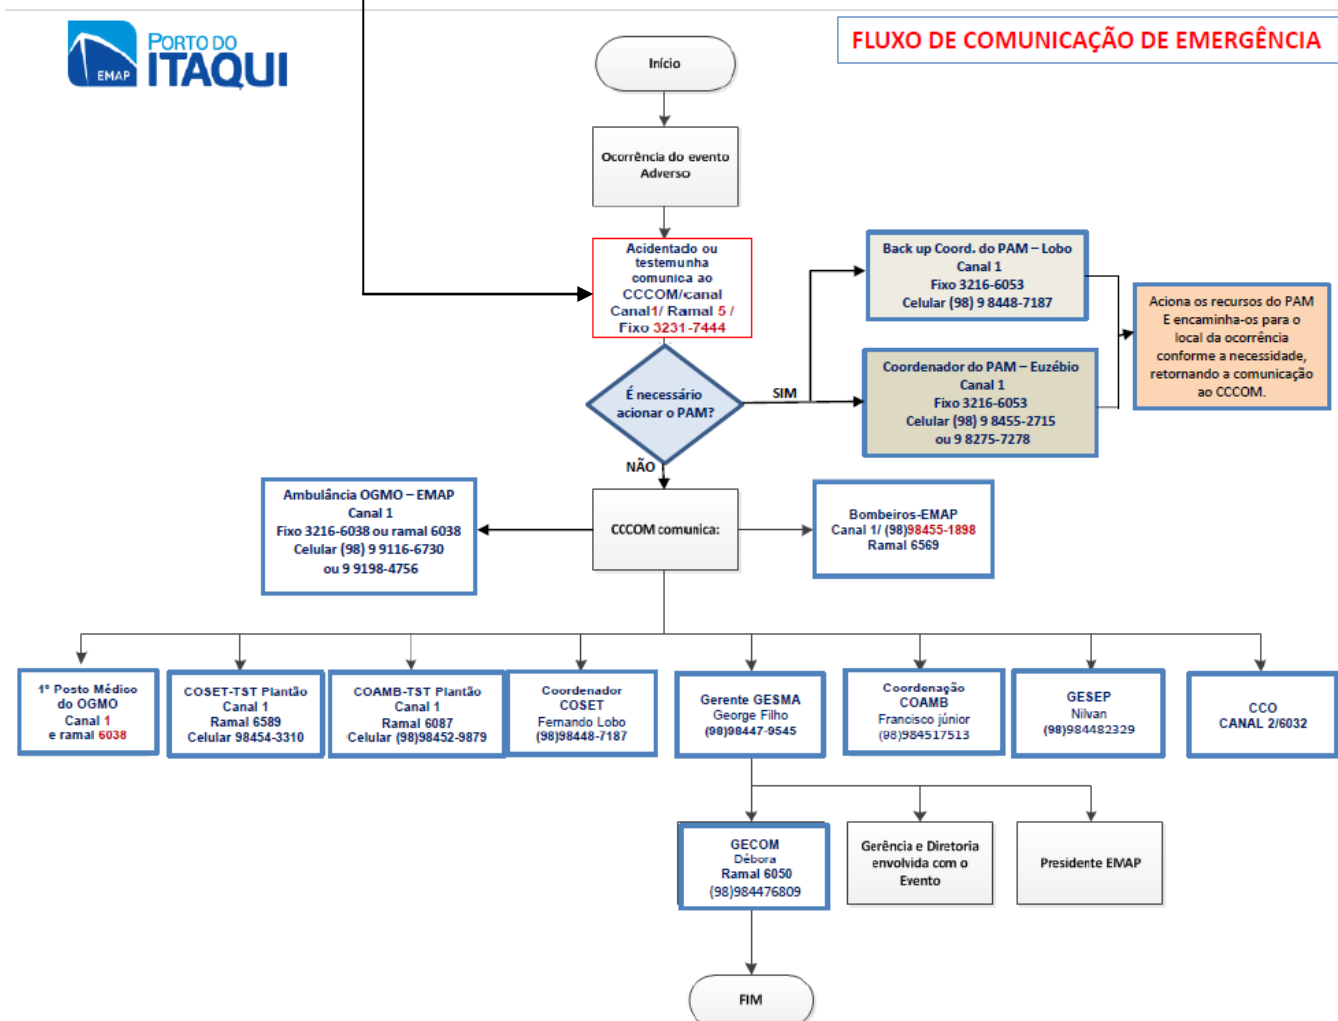 PORTO DO
ITAQUI
EMAP
FLUXO DE COMUNICAÇÃO DE EMERGÊNCIA
Início
Ocorrência do evento
Adverso
Acidentado ou
testemunha
comunica ao
CCCOM/canal
Canal1/ Ramal 5 /
Fixo 3231-7444
Back up Coord. do PAM – Lobo
Canal 1
Fixo 3216-6053
Celular (98) 9 8448-7187
Aciona os recursos do PAM
E encaminha-os para o
local da ocorrência
conforme a necessidade,
retornando a comunicação
ao CCCOM.
É necessário
acionar o PAM?
SIM
Coordenador do PAM – Euzébio
Canal 1
Fixo 3216-6053
Celular (98) 9 8455-2715
ou 9 8275-7278
NÃO
Ambulância OGMO – EMAP
Canal 1
Fixo 3216-6038 ou ramal 6038
Celular (98) 9 9116-6730
ou 9 9198-4756
CCCOM comunica:
Bombeiros-EMAP
Canal 1/ (98)98455-1898
Ramal 6569
1º Posto Médico
do OGMO
Canal 1
e ramal 6038
COSET-TST Plantão
Canal 1
Ramal 6589
Celular 98454-3310
COAMB-TST Plantão
Canal 1
Ramal 6087
Celular (98)98452-9879
Coordenador
COSET
Fernando Lobo
(98)98448-7187
Gerente GESMA
George Filho
(98)98447-9545
Coordenação
COAMB
Francisco júnior
(98)984517513
GESEP
Nilvan
(98)984482329
CCO
CANAL 2/6032
GECOM
Débora
Ramal 6050
(98)984476809
Gerência e Diretoria
envolvida com o
Evento
Presidente EMAP
FIM